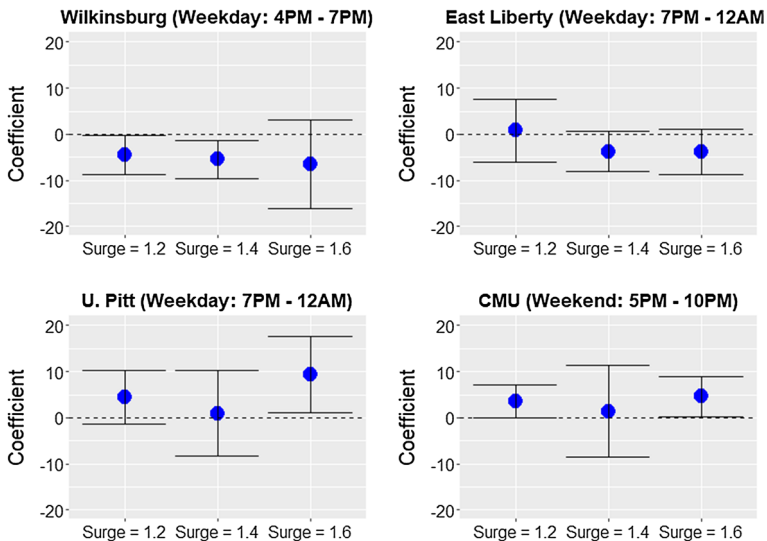 Wilkinsburg (Weekday: 4PM - 7PM)
20
10
0
-10
-20
Coefficient
Surge = 1.2 Surge = 1.4 Surge = 1.6
East Liberty (Weekday: 7PM - 12AM
20
10
0
-10
-20
Coefficient
Surge = 1.2 Surge = 1.4 Surge = 1.6
U. Pitt (Weekday: 7PM - 12AM)
20
10
0
-10
-20
Coefficient
Surge = 1.2 Surge = 1.4 Surge = 1.6
CMU (Weekend: 5PM - 10PM)
20
10
0
-10
-20
Coefficient
Surge = 1.2 Surge = 1.4 Surge = 1.6